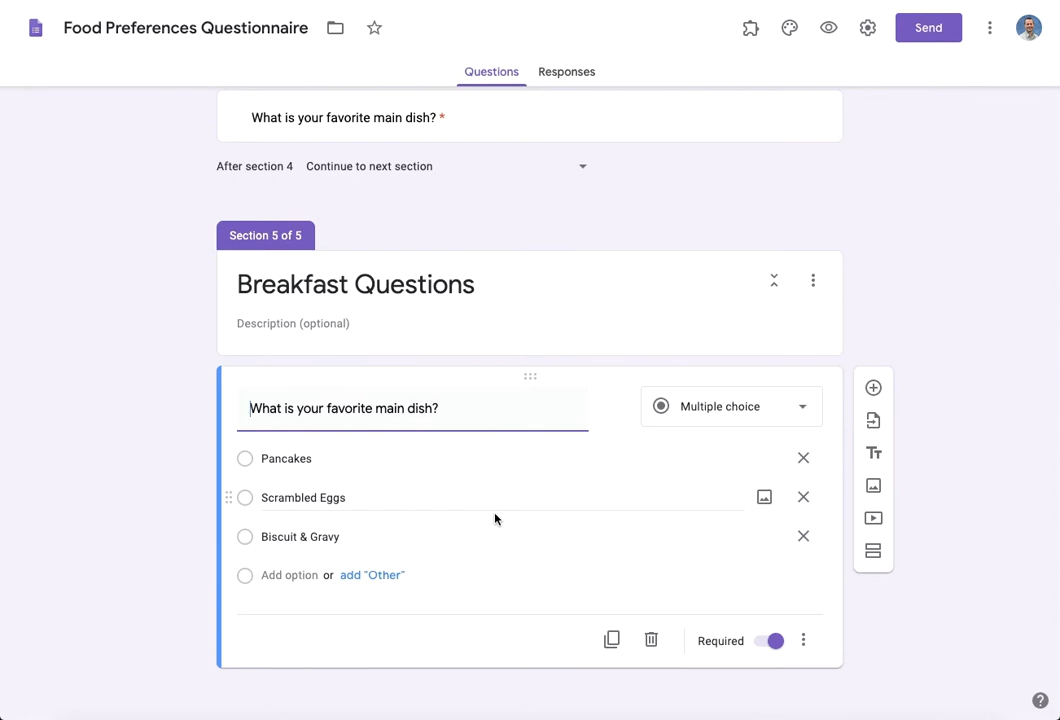 Food Preferences Questionnaire
Send
Questions Responses
What is your favorite main dish? *
After section 4 Continue to next section
Section 5 of 5
Breakfast Questions
Description (optional)
What is your favorite main dish?
Multiple choice
Pancakes
Scrambled Eggs
Biscuit & Gravy
Add option or add "Other"
Required